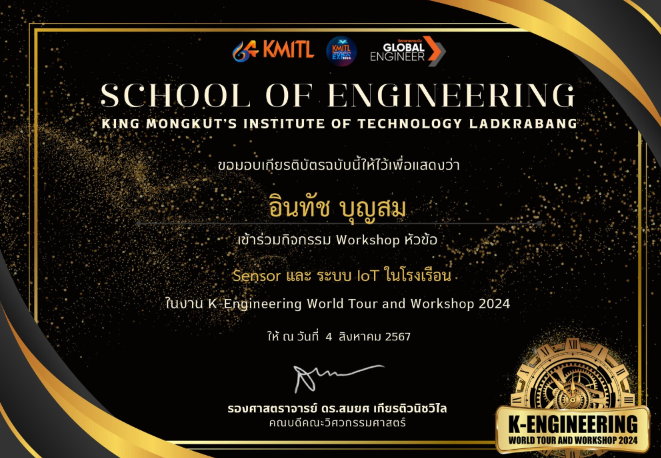 64 KMITL
KMITL
GLOBAL
ENGINEER
SCHOOL OF ENGINEERING
KING MONGKUT'S INSTITUTE OF TECHNOLOGY LADKRABANG
ขอมอบเกียรติบัตรฉบับนี้ให้ไว้เพื่อแสดงว่า
อินทัช บุญสม
เข้าร่วมกิจกรรม Workshop หัวข้อ
Sensor และ ระบบ IoT ในโรงเรือน
ในงาน K-Engineering World Tour and Workshop 2024
ให้ ณ วันที่ 4 สิงหาคม 2567
รองศาสตราจารย์ ดร.สมยศ เกียรติวนิชวิไล
คณบดีคณะวิศวกรรมศาสตร์
K-ENGINEERING
WORLD TOUR AND WORKSHOP 2024